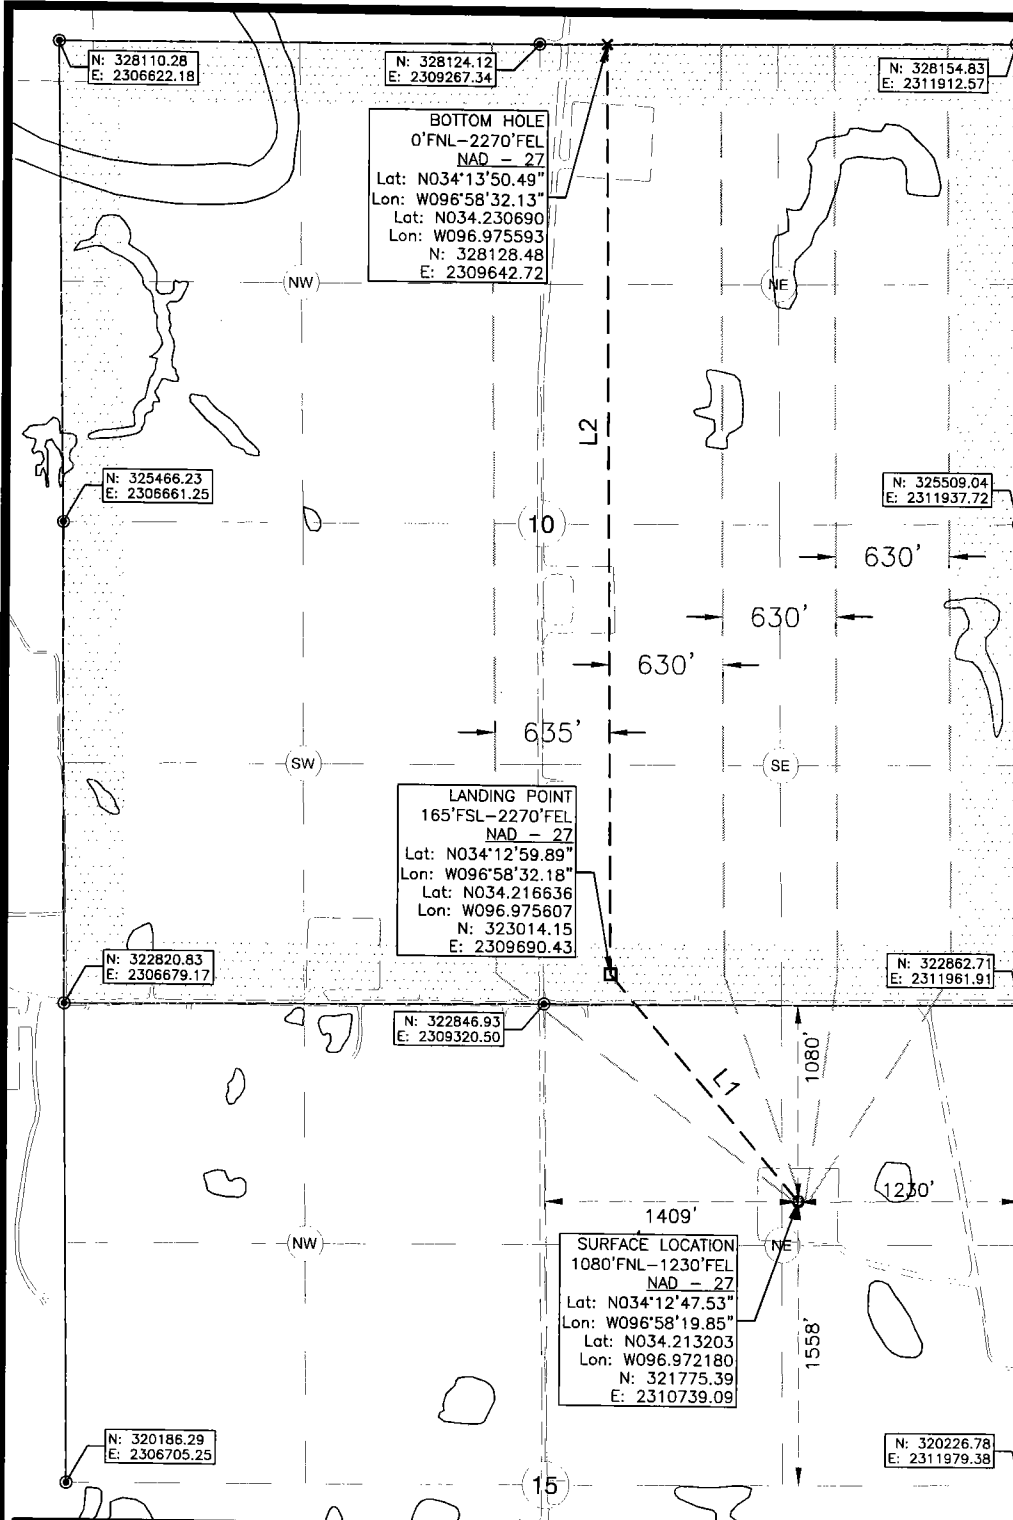 N: 328110.28
E: 2306622.18
N: 328124.12
E: 2309267.34
N: 328154.83
E: 2311912.57
BOTTOM HOLE
0'FNL-2270'FEL
NAD - 27
Lat: N034°13'50.49"
Lon: W096°58'32.13"
Lat: N034.230690
Lon: W096.975593
N: 328128.48
E: 2309642.72
NW
NE
L2
N: 325466.23
E: 2306661.25
N: 325509.04
E: 2311937.72
10
630'
630'
630'
635'
SW
SE
LANDING POINT
165'FSL-2270'FEL
NAD - 27
Lat: N034°12'59.89"
Lon: W096°58'32.18"
Lat: N034.216636
Lon: W096.975607
N: 323014.15
E: 2309690.43
N: 322820.83
E: 2306679.17
N: 322862.71
E: 2311961.91
N: 322846.93
E: 2309320.50
1080'
L1
1230'
1409'
NW
NE
SURFACE LOCATION
1080'FNL-1230'FEL
NAD - 27
Lat: N034°12'47.53"
Lon: W096°58'19.85"
Lat: N034.213203
Lon: W096.972180
N: 321775.39
E: 2310739.09
1558'
N: 320186.29
E: 2306705.25
N: 320226.78
E: 2311979.38
15